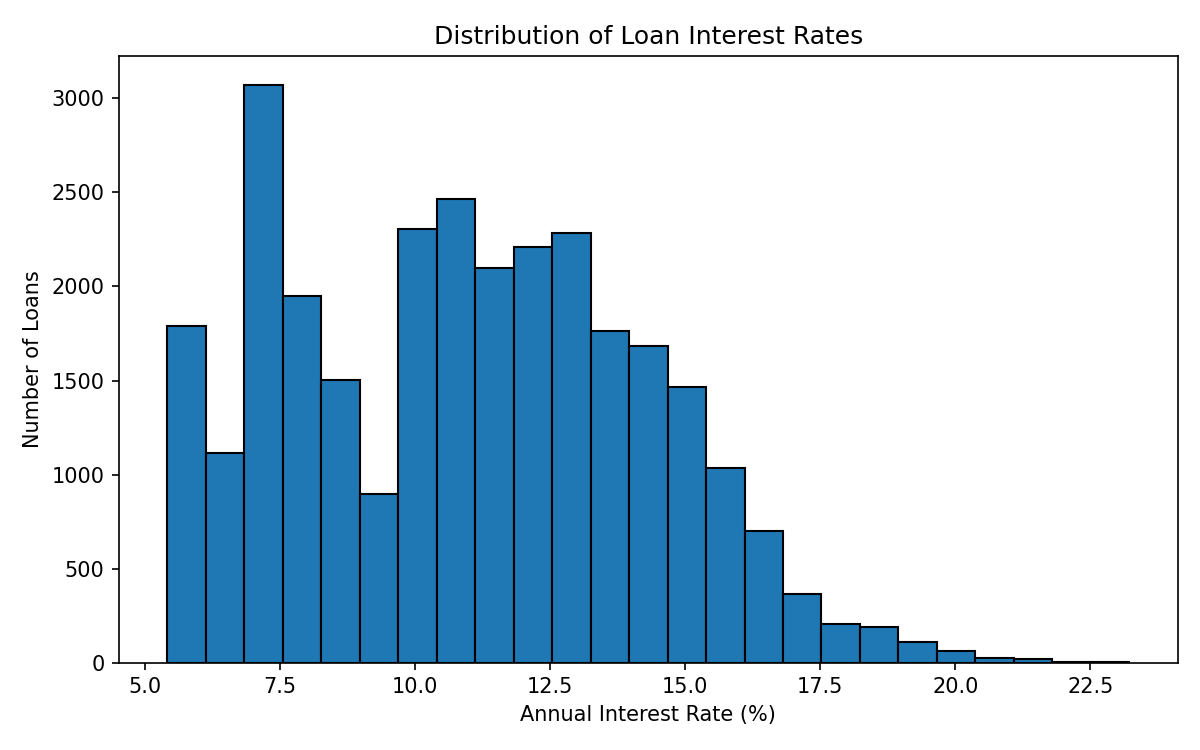 Distribution of Loan Interest Rates
3000
2500
2000
1500
1000
500
0
Number of Loans
5.0 7.5 10.0 12.5 15.0 17.5 20.0 22.5
Annual Interest Rate (%)